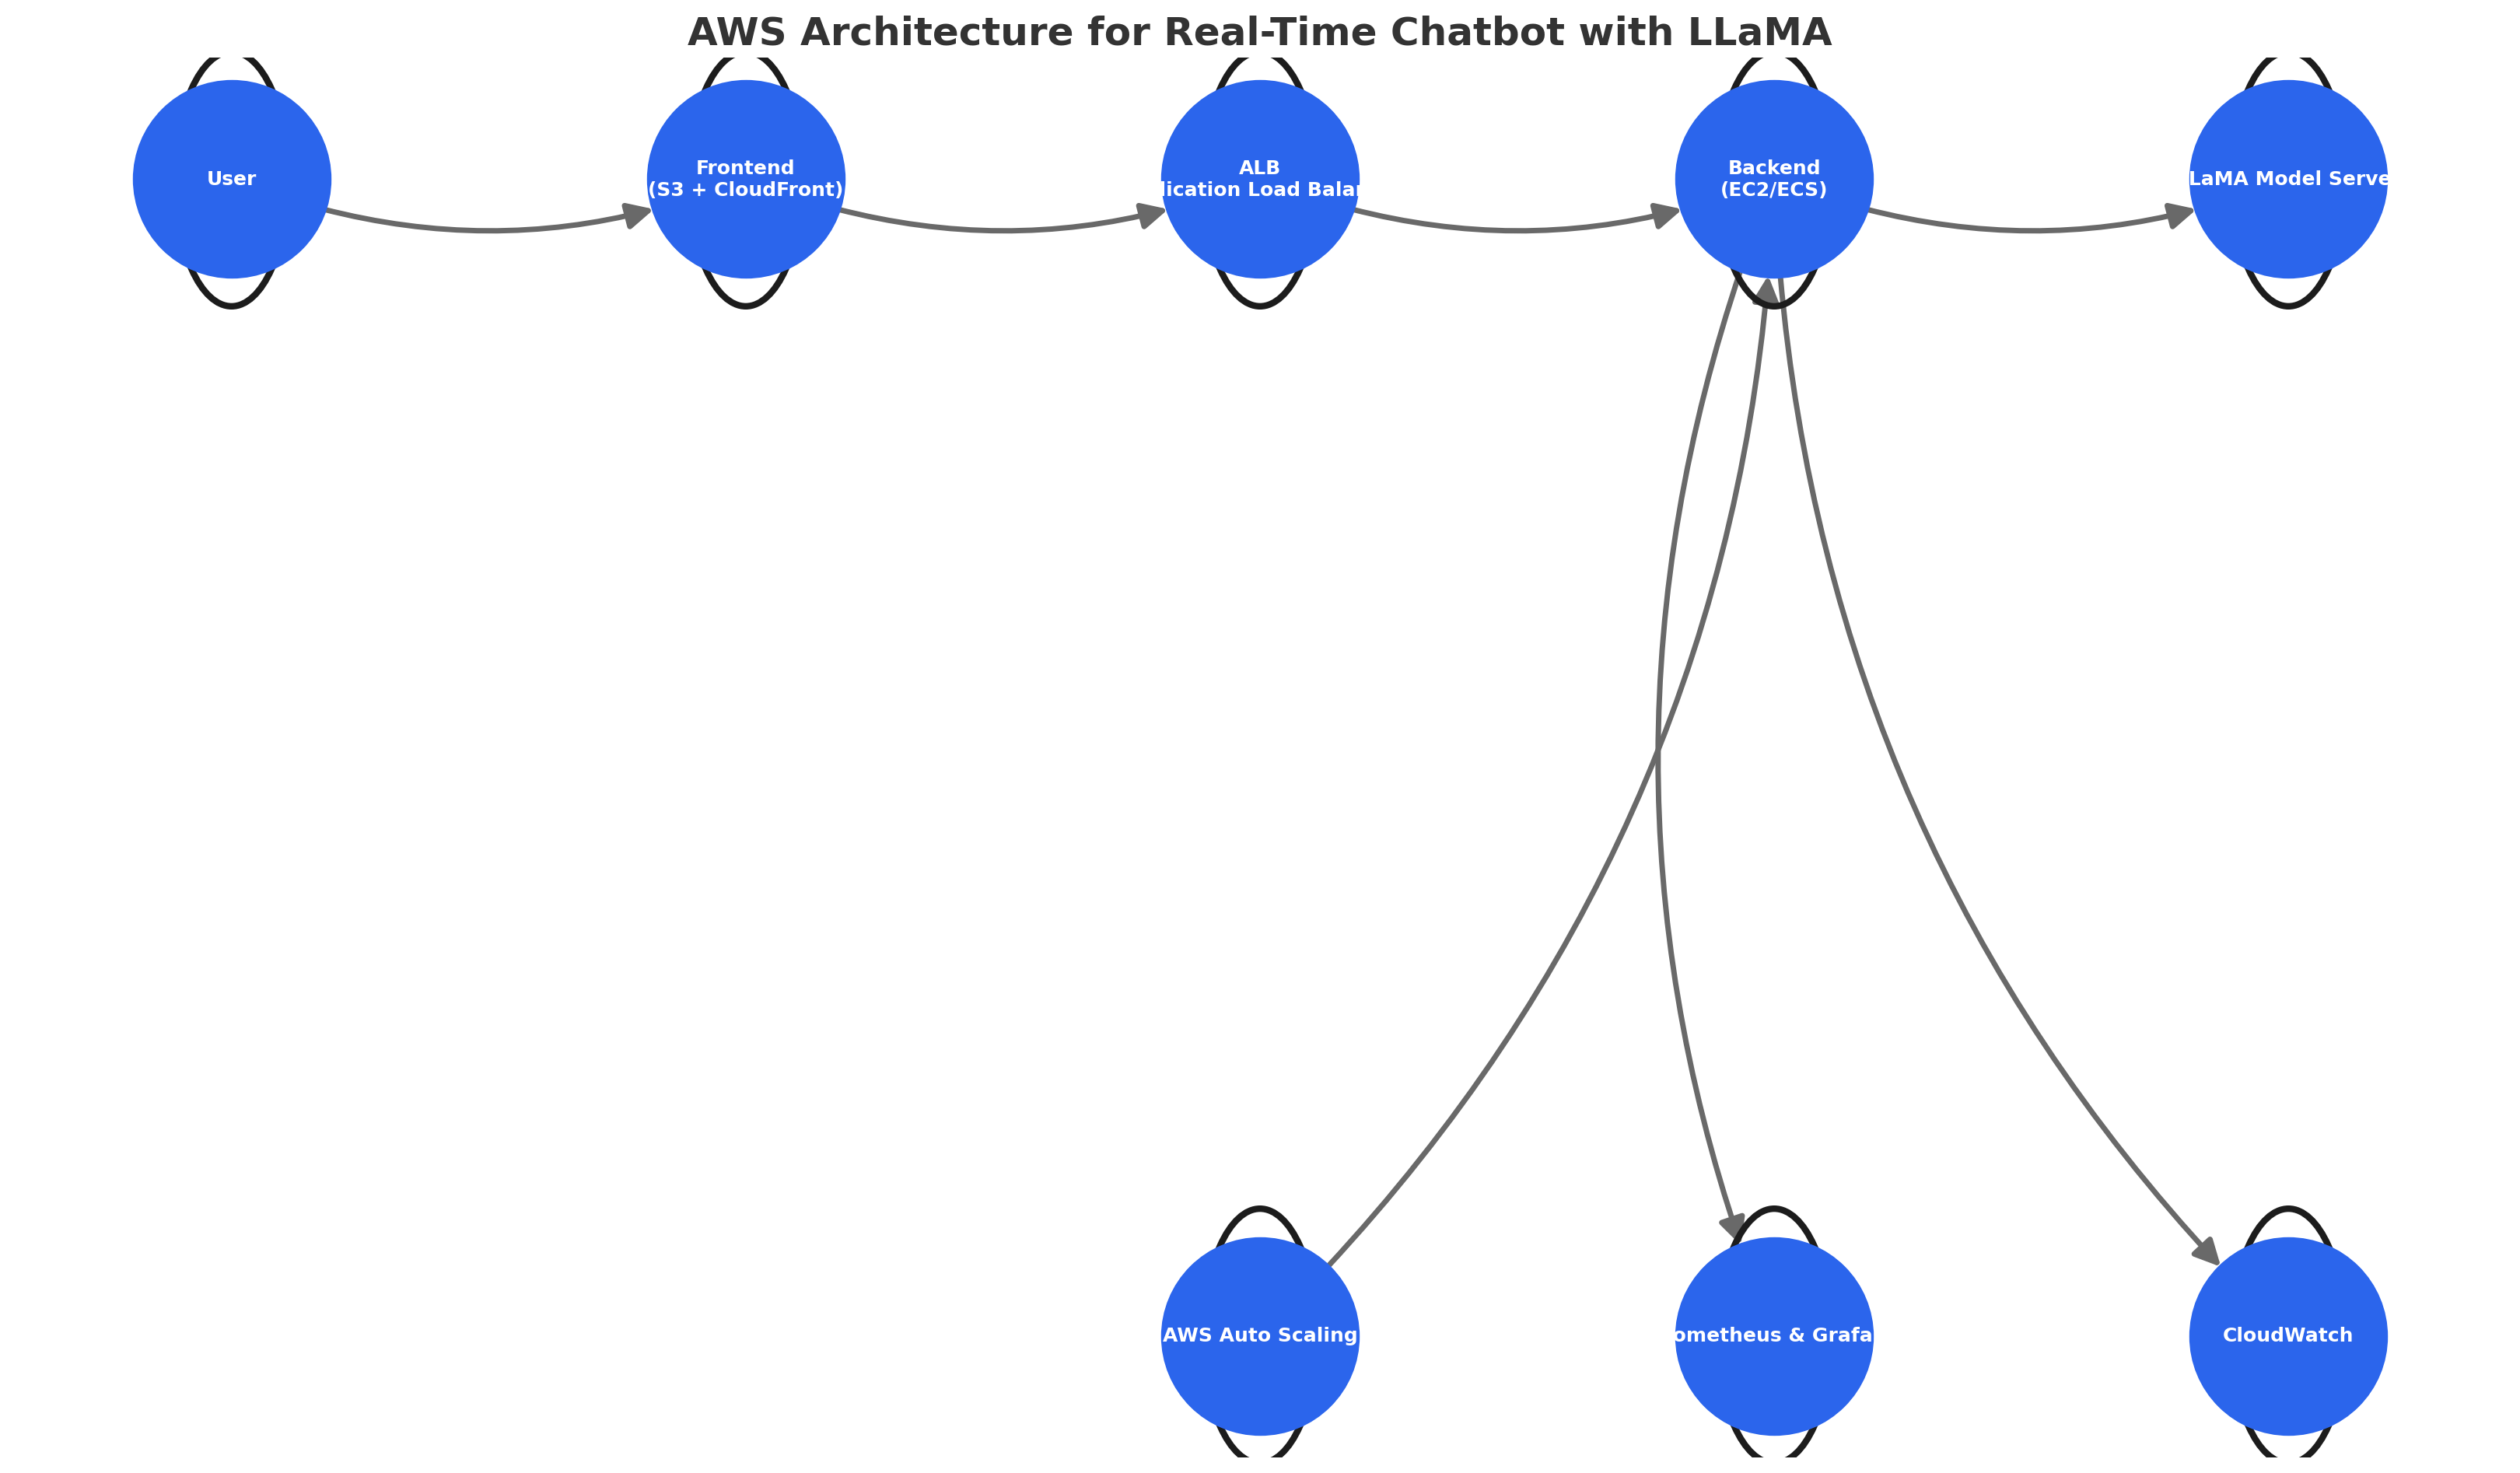 AWS Architecture for Real-Time Chatbot with LLaMA
User
Frontend
(S3 + CloudFront)
ALB
lication Load Bala
Backend
(EC2/ECS)
LaMA Model Serve
AWS Auto Scaling
ometheus & Grafa
CloudWatch